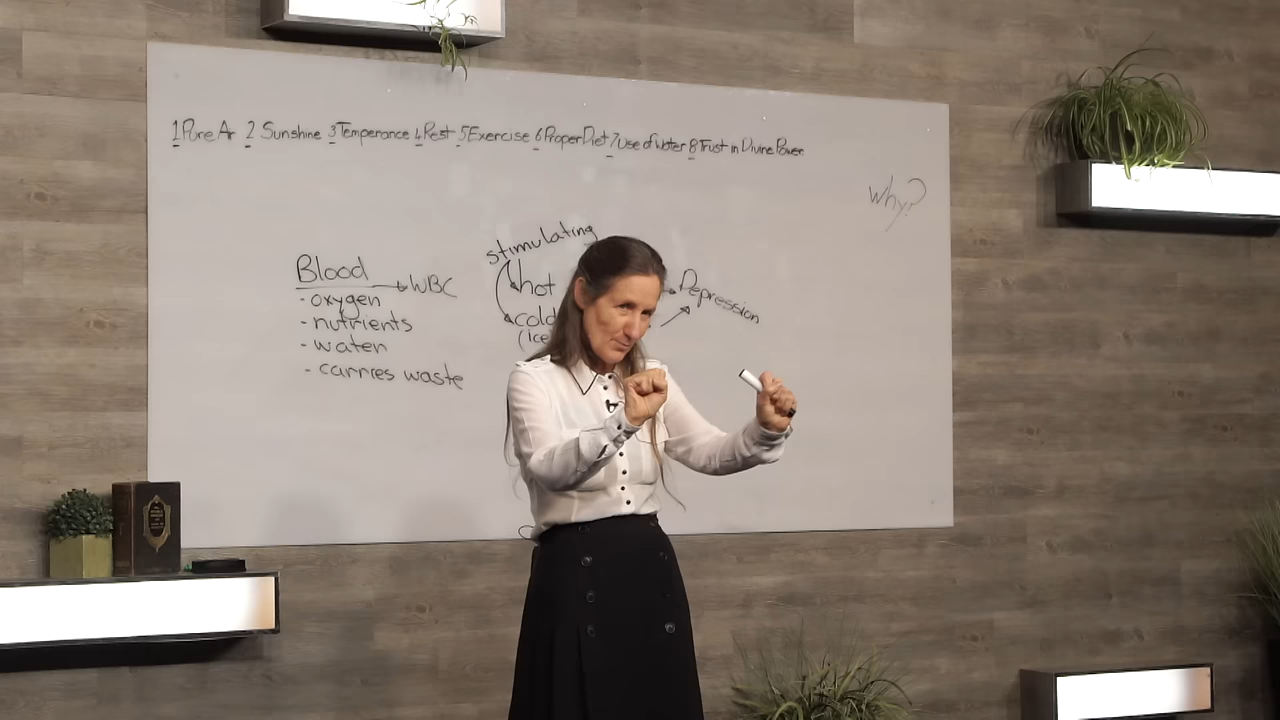 1 Pure Air 2 Sunshine 3 Temperance 4 Rest 5 Exercise 6 Proper Diet 7 Use of Water 8 Trust in Divine Power
why?
stimulating
Blood → WBC
- oxygen
- nutrients
- water
- carries waste
hot
cold
(ice
Depression